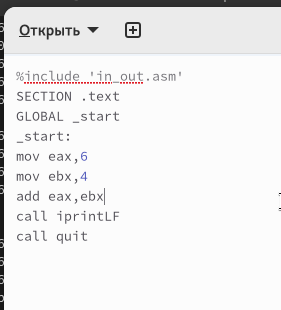 Открыть
%include 'in_out.asm'
SECTION .text
GLOBAL _start
_start:
mov eax,6
mov ebx,4
add eax,ebx
call iprintLF
call quit